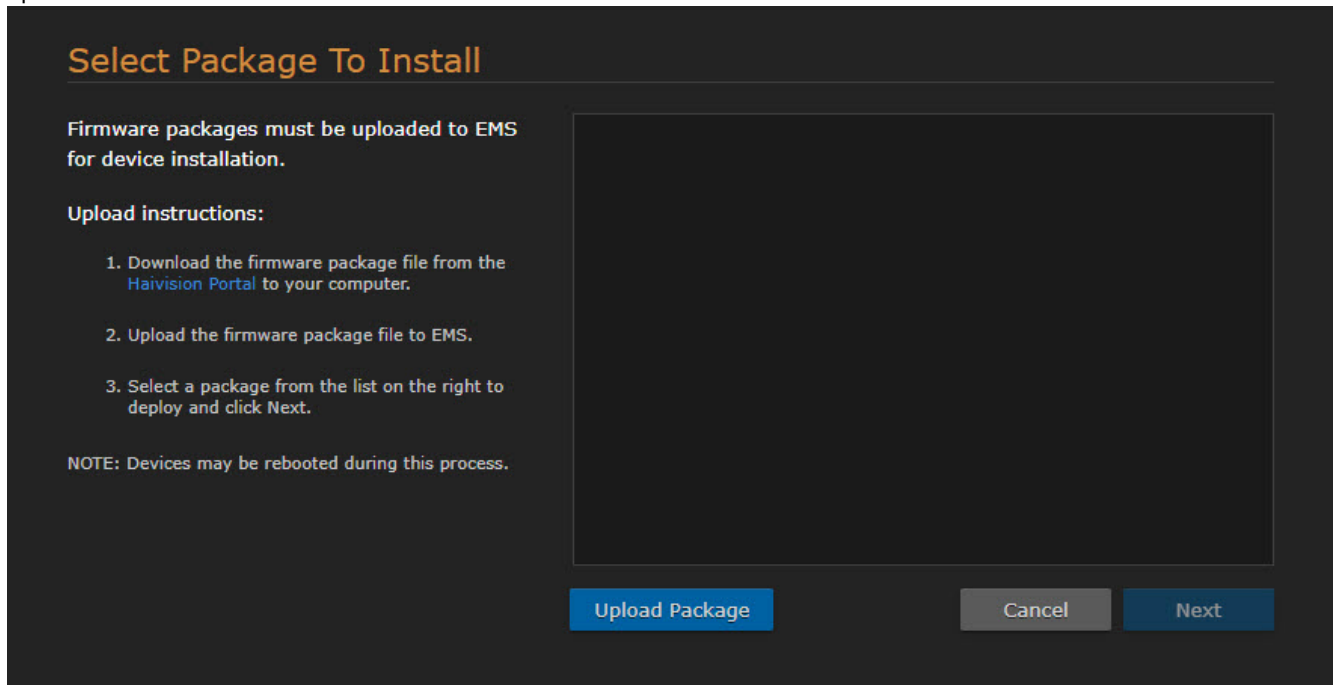 Select Package To Install
Firmware packages must be uploaded to EMS
for device installation.
Upload instructions:
1. Download the firmware package file from the
Haivision Portal to your computer.
2. Upload the firmware package file to EMS.
3. Select a package from the list on the right to
deploy and click Next.
NOTE: Devices may be rebooted during this process.
Upload Package
Cancel
Next